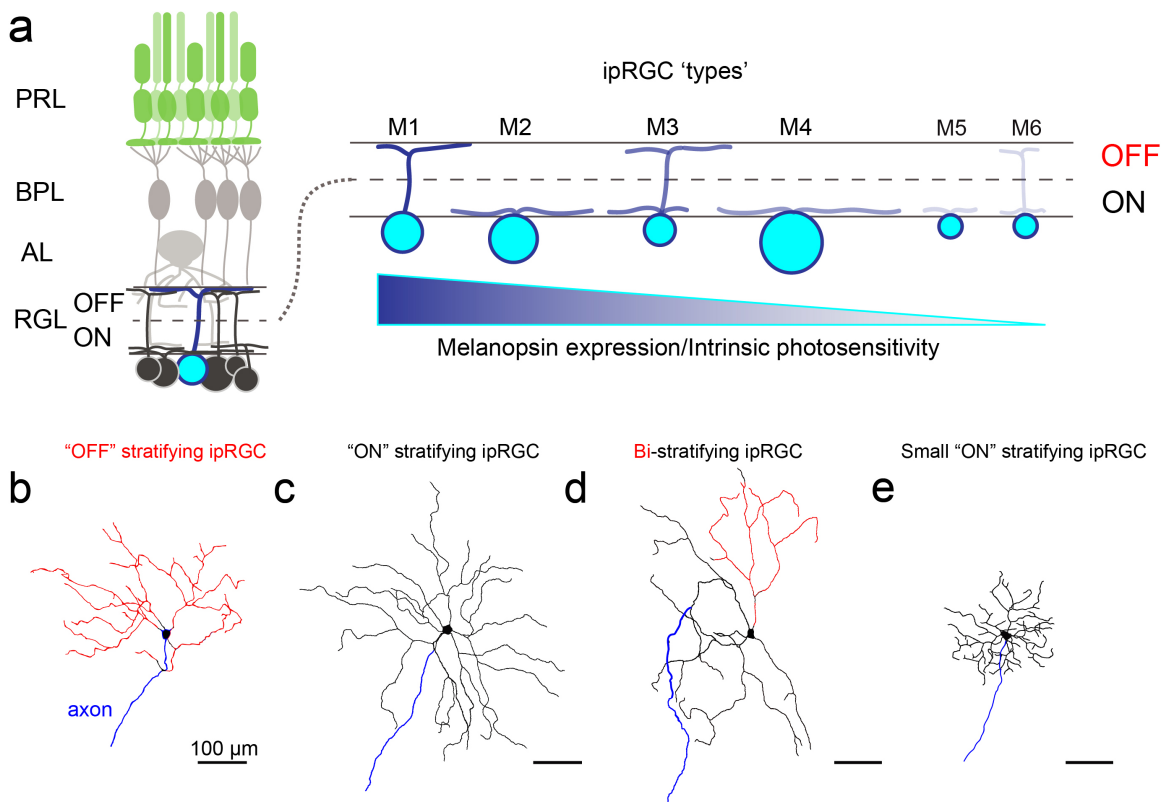 a
PRL
BPL
AL
RGL
OFF
ON
ipRGC ‘types’
M1 M2 M3 M4 M5 M6
OFF
ON
Melanopsin expression/Intrinsic photosensitivity
“OFF” stratifying ipRGC
“ON” stratifying ipRGC
Bi-stratifying ipRGC
Small “ON” stratifying ipRGC
b
c
d
e
axon
100 µm